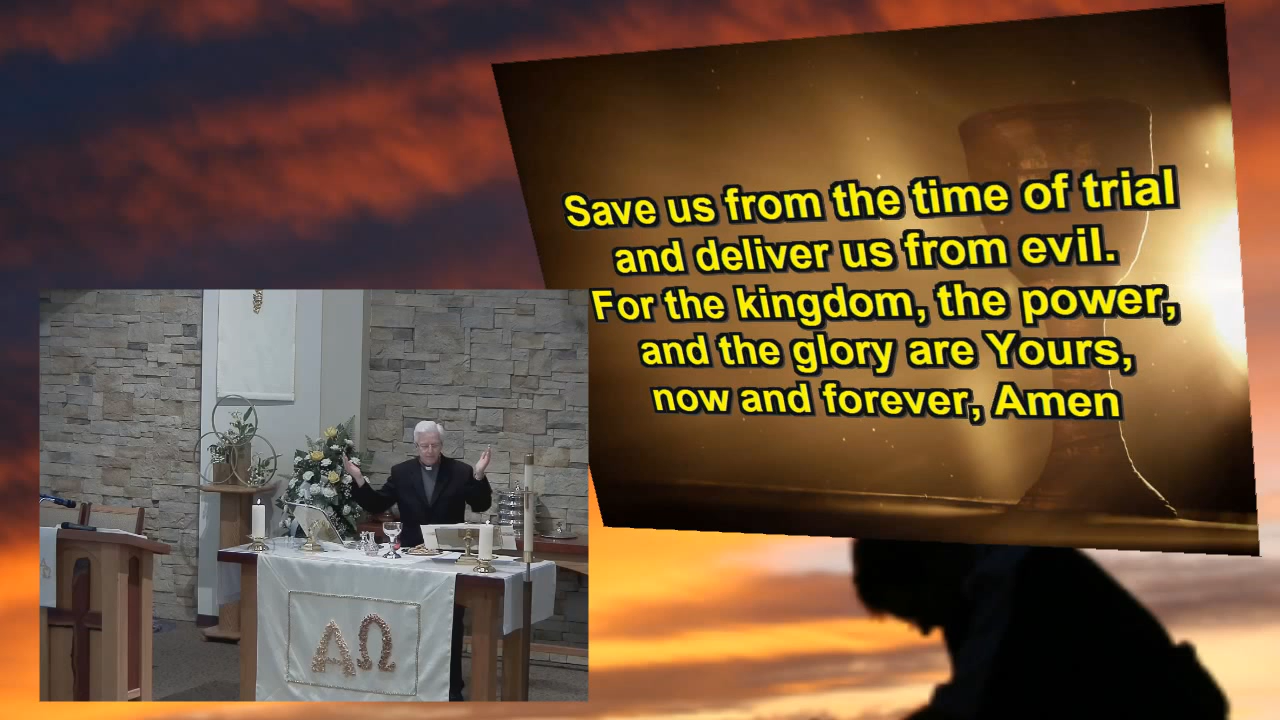 Save us from the time of trial
and deliver us from evil.
For the kingdom, the power,
and the glory are Yours,
now and forever, Amen
ΑΩ